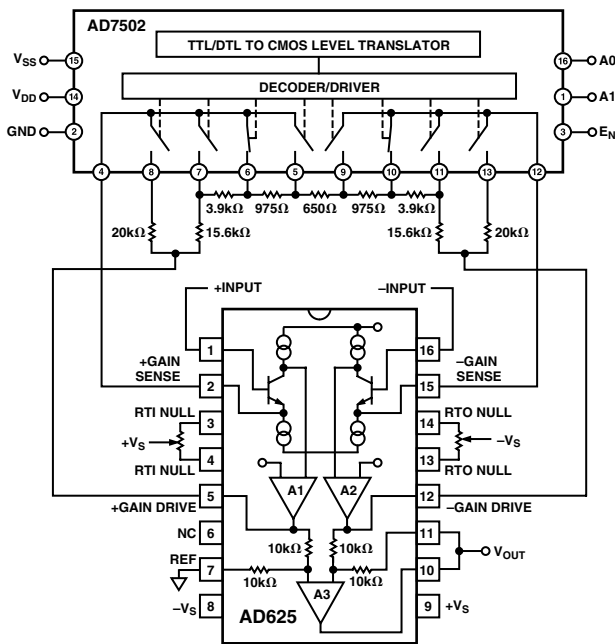 AD7502
TTL/DTL TO CMOS LEVEL TRANSLATOR
DECODER/DRIVER
VSS 15
VDD 14
GND 2
16 A0
1 A1
3 EN
4 8 7 6 5 9 10 11 13 12
3.9kΩ 975Ω 650Ω 975Ω 3.9kΩ
20kΩ 15.6kΩ 15.6kΩ 20kΩ
+INPUT –INPUT
1 16
+GAIN SENSE
–GAIN SENSE
2 15
RTI NULL RTO NULL
3 14
+VS –VS
4 13
RTI NULL RTO NULL
A1 A2
5 12
+GAIN DRIVE –GAIN DRIVE
NC 6 11
10kΩ 10kΩ
VOUT
REF 7 10
10kΩ 10kΩ
A3
–VS 8 9 +VS
AD625